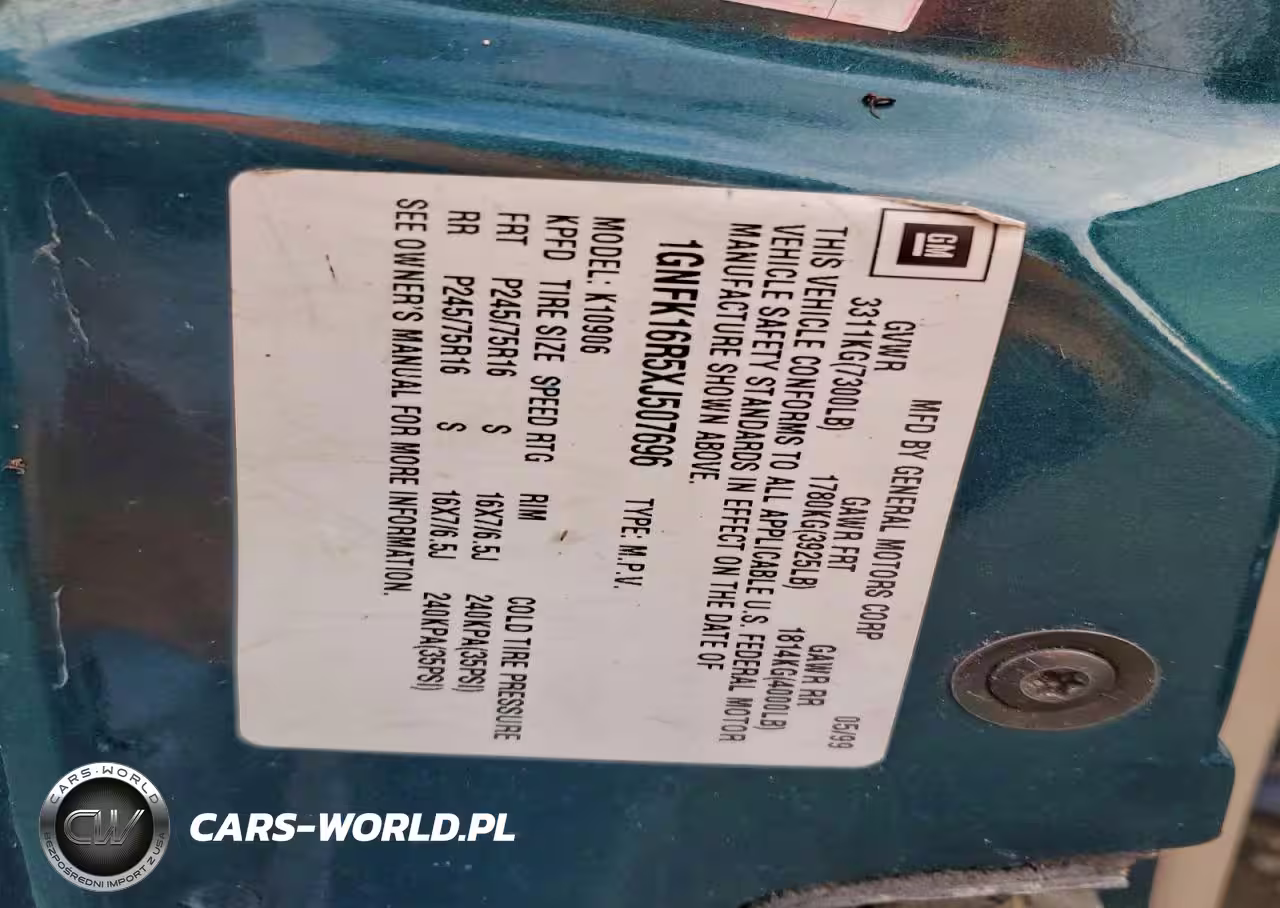 GM
MFD BY GENERAL MOTORS CORP 05/99
GVWR GAWR FRT GAWR RR
3311KG(7300LB) 1780KG(3925LB) 1814KG(4000LB)
THIS VEHICLE CONFORMS TO ALL APPLICABLE U.S. FEDERAL MOTOR
VEHICLE SAFETY STANDARDS IN EFFECT ON THE DATE OF
MANUFACTURE SHOWN ABOVE.
1GNFK16R5XJ507696 TYPE: M.P.V.
MODEL: K10906
KPFD TIRE SIZE SPEED RTG RIM COLD TIRE PRESSURE
FRT P245/75R16 S 16X7/6.5J 240KPA(35PSI)
RR P245/75R16 S 16X7/6.5J 240KPA(35PSI)
SEE OWNER'S MANUAL FOR MORE INFORMATION.
CARS-WORLD
CW
BEZPOŚREDNI IMPORT Z USA
CARS-WORLD.PL